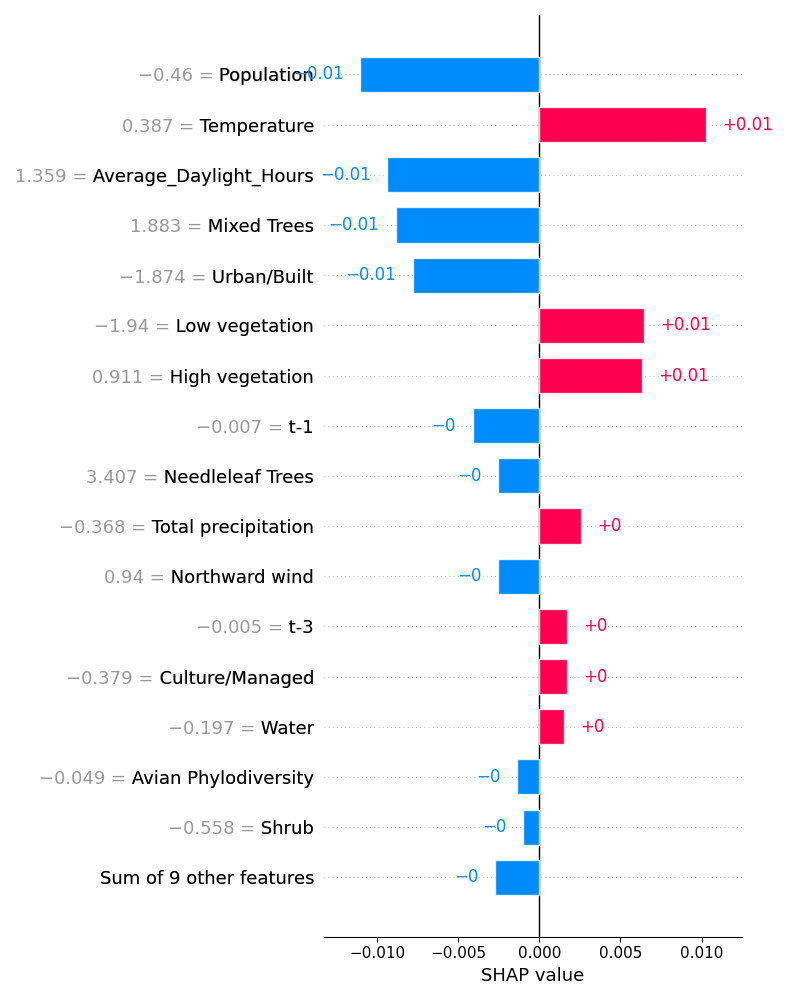 −0.46 = Population −0.01
0.387 = Temperature +0.01
1.359 = Average_Daylight_Hours −0.01
1.883 = Mixed Trees −0.01
−1.874 = Urban/Built −0.01
−1.94 = Low vegetation +0.01
0.911 = High vegetation +0.01
−0.007 = t-1 −0
3.407 = Needleleaf Trees −0
−0.368 = Total precipitation +0
0.94 = Northward wind −0
−0.005 = t-3 +0
−0.379 = Culture/Managed +0
−0.197 = Water +0
−0.049 = Avian Phylodiversity −0
−0.558 = Shrub −0
Sum of 9 other features −0
−0.010 −0.005 0.000 0.005 0.010
SHAP value